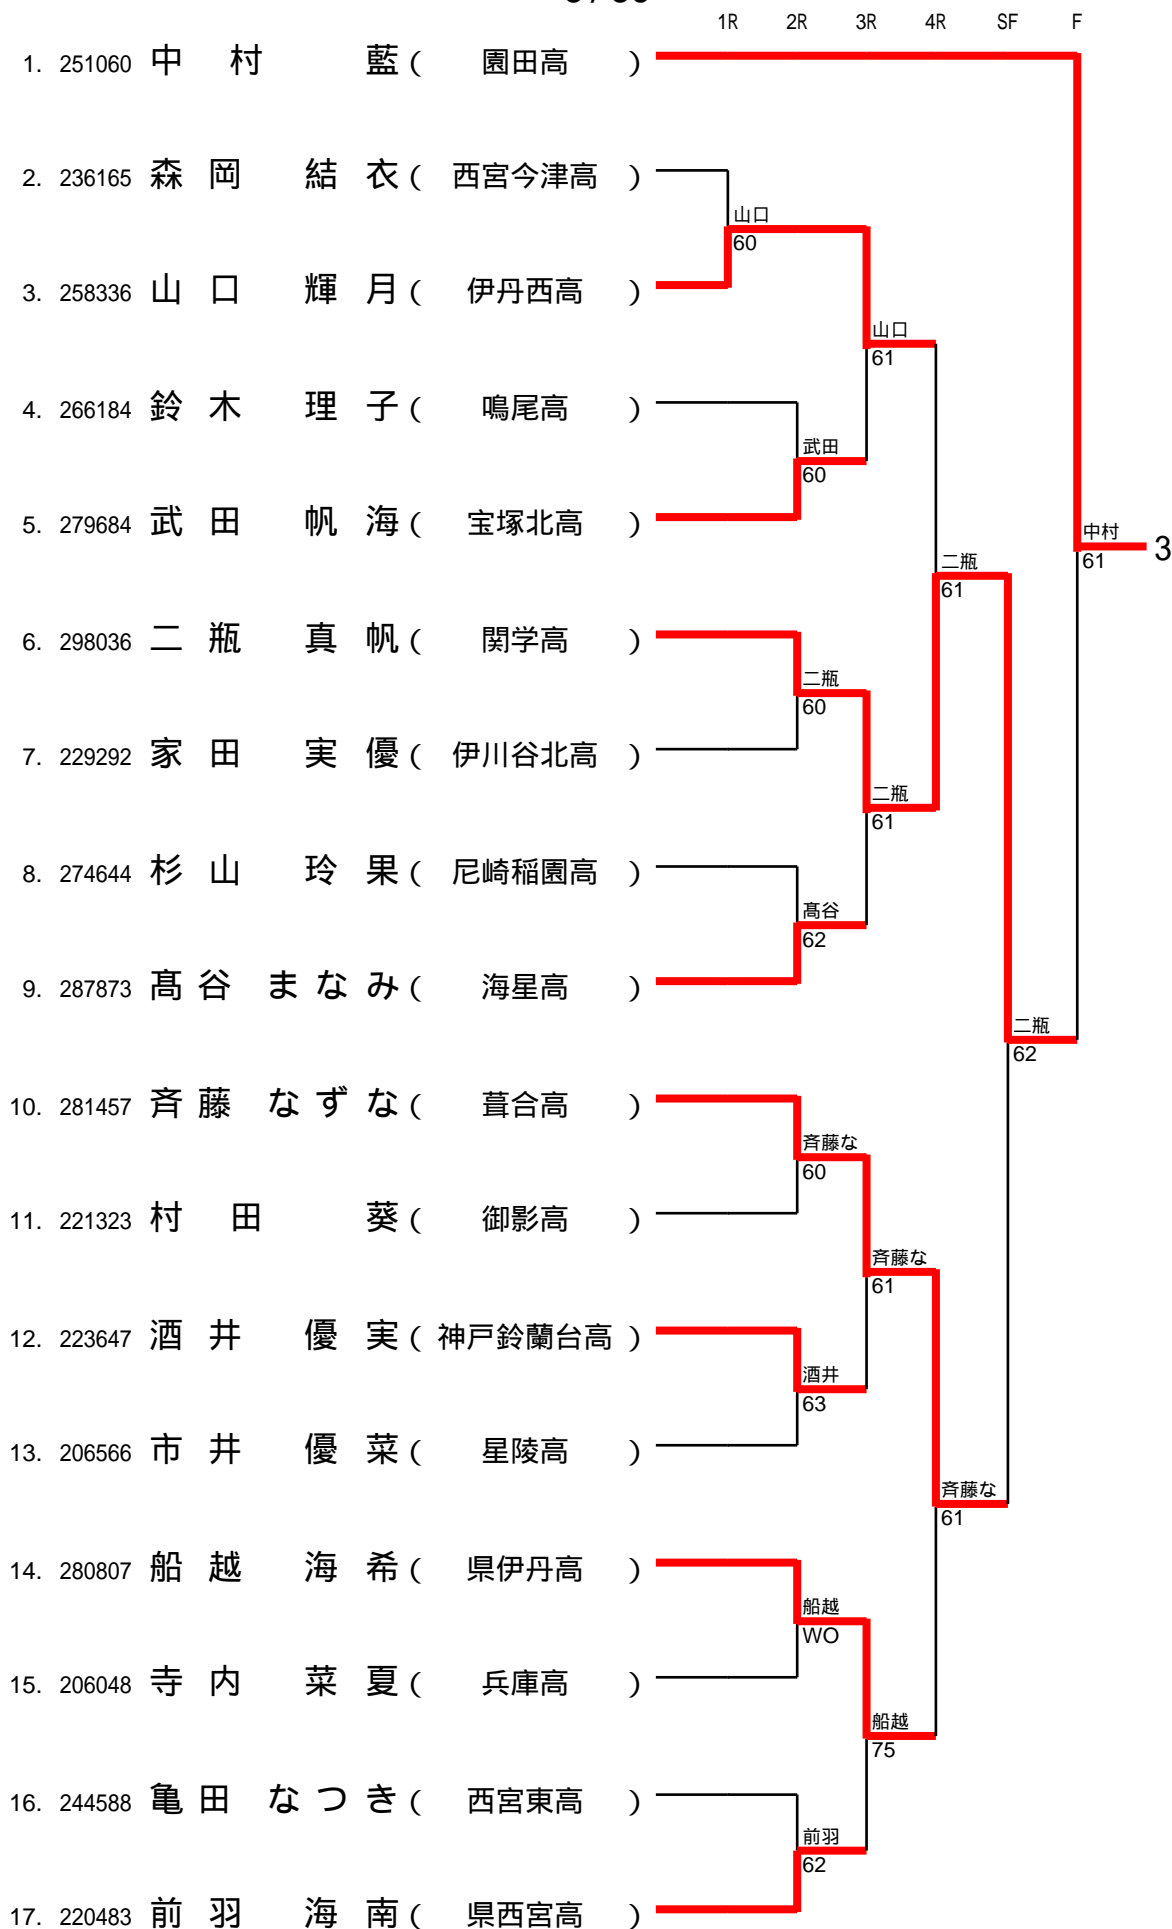 1R 2R 3R 4R SF F
1. 251060 中村 藍 ( 園田高 )
2. 236165 森岡 結衣 ( 西宮今津高 )
山口
60
3. 258336 山口 輝月 ( 伊丹西高 )
山口
61
4. 266184 鈴木 理子 ( 鳴尾高 )
武田
60
5. 279684 武田 帆海 ( 宝塚北高 )
中村
61
3
二瓶
61
6. 298036 二瓶 真帆 ( 関学高 )
二瓶
60
7. 229292 家田 実優 ( 伊川谷北高 )
二瓶
61
8. 274644 杉山 玲果 ( 尼崎稲園高 )
髙谷
62
9. 287873 髙谷 まなみ ( 海星高 )
二瓶
62
10. 281457 斉藤 なずな ( 葺合高 )
斉藤な
60
11. 221323 村田 葵 ( 御影高 )
斉藤な
61
12. 223647 酒井 優実 ( 神戸鈴蘭台高 )
酒井
63
13. 206566 市井 優菜 ( 星陵高 )
斉藤な
61
14. 280807 船越 海希 ( 県伊丹高 )
船越
WO
15. 206048 寺内 菜夏 ( 兵庫高 )
船越
75
16. 244588 亀田 なつき ( 西宮東高 )
前羽
62
17. 220483 前羽 海南 ( 県西宮高 )